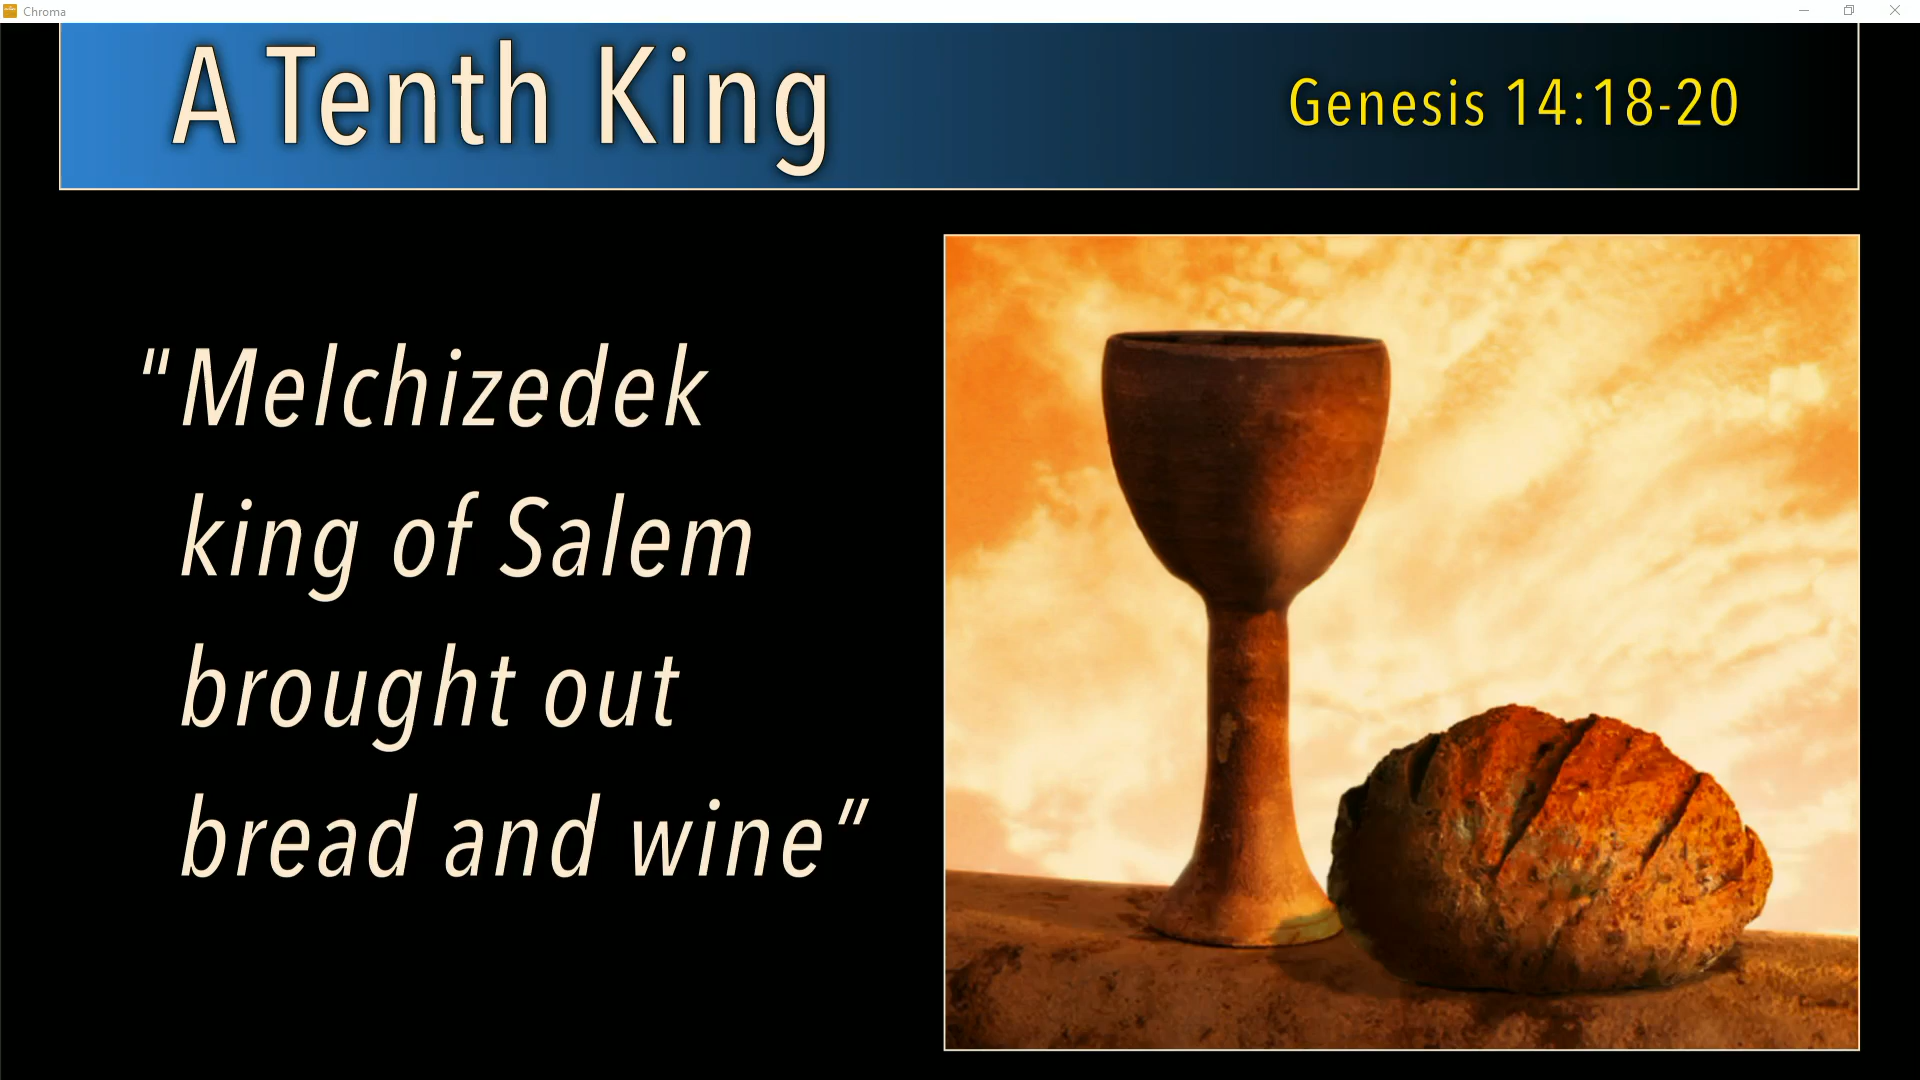 Chroma
A Tenth King
Genesis 14:18-20
"Melchizedek
king of Salem
brought out
bread and wine"